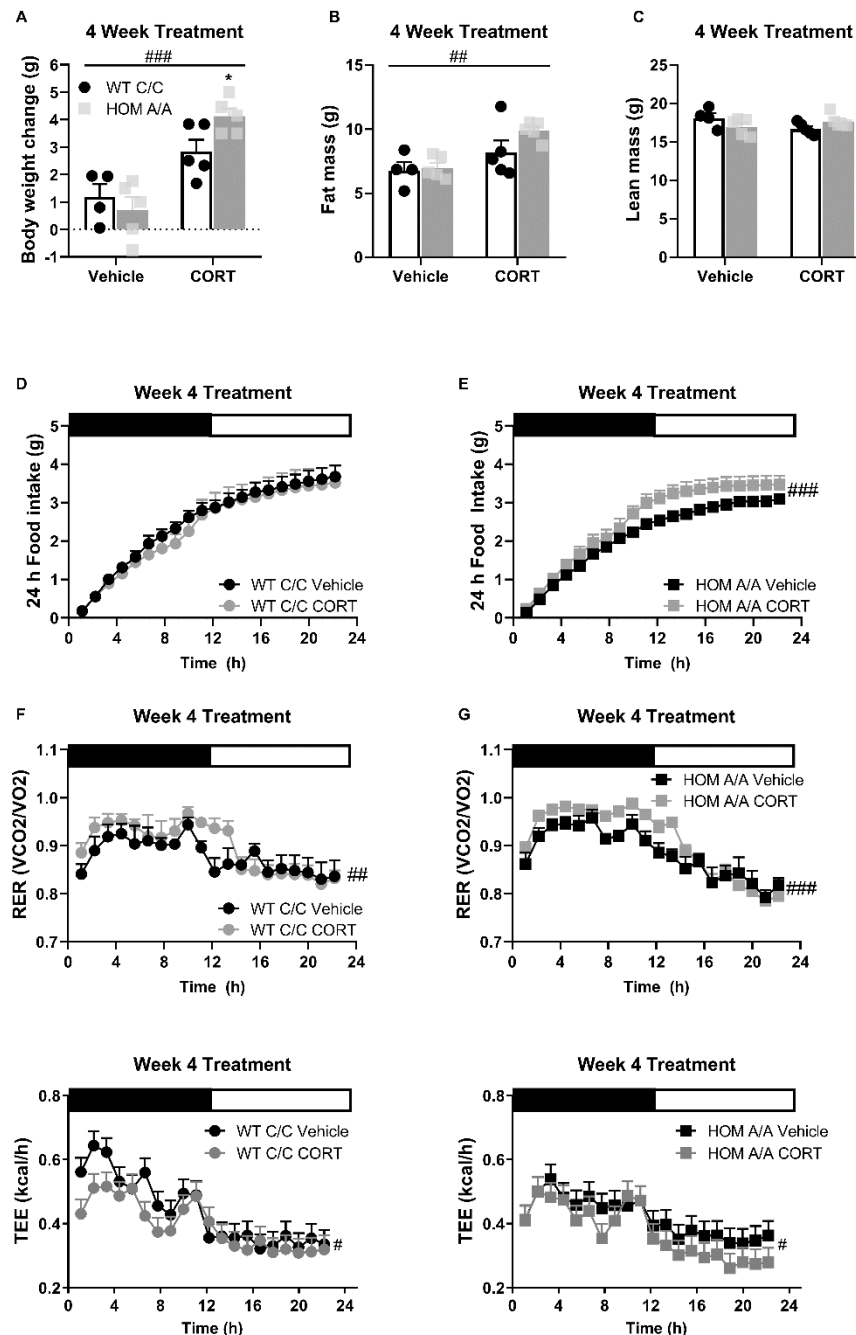 A
4 Week Treatment
###
WT C/C
HOM A/A
*
Body weight change (g)
6
5
4
3
2
1
0
-1
Vehicle
CORT
B
4 Week Treatment
##
Fat mass (g)
15
10
5
0
Vehicle
CORT
C
4 Week Treatment
Lean mass (g)
25
20
15
10
5
0
Vehicle
CORT
D
Week 4 Treatment
24 h Food intake (g)
5
4
3
2
1
0
WT C/C Vehicle
WT C/C CORT
0 4 8 12 16 20 24
Time (h)
E
Week 4 Treatment
24 h Food Intake (g)
5
4
3
2
1
0
###
HOM A/A Vehicle
HOM A/A CORT
0 4 8 12 16 20 24
Time (h)
F
Week 4 Treatment
RER (VCO2/VO2)
1.1
1.0
0.9
0.8
0.7
##
WT C/C Vehicle
WT C/C CORT
0 4 8 12 16 20 24
Time (h)
G
Week 4 Treatment
RER (VCO2/VO2)
1.1
1.0
0.9
0.8
0.7
HOM A/A Vehicle
HOM A/A CORT
###
0 4 8 12 16 20 24
Time (h)
Week 4 Treatment
TEE (kcal/h)
0.8
0.6
0.4
0.2
WT C/C Vehicle
WT C/C CORT
#
0 4 8 12 16 20 24
Time (h)
Week 4 Treatment
TEE (kcal/h)
0.8
0.6
0.4
0.2
HOM A/A Vehicle
HOM A/A CORT
#
0 4 8 12 16 20 24
Time (h)